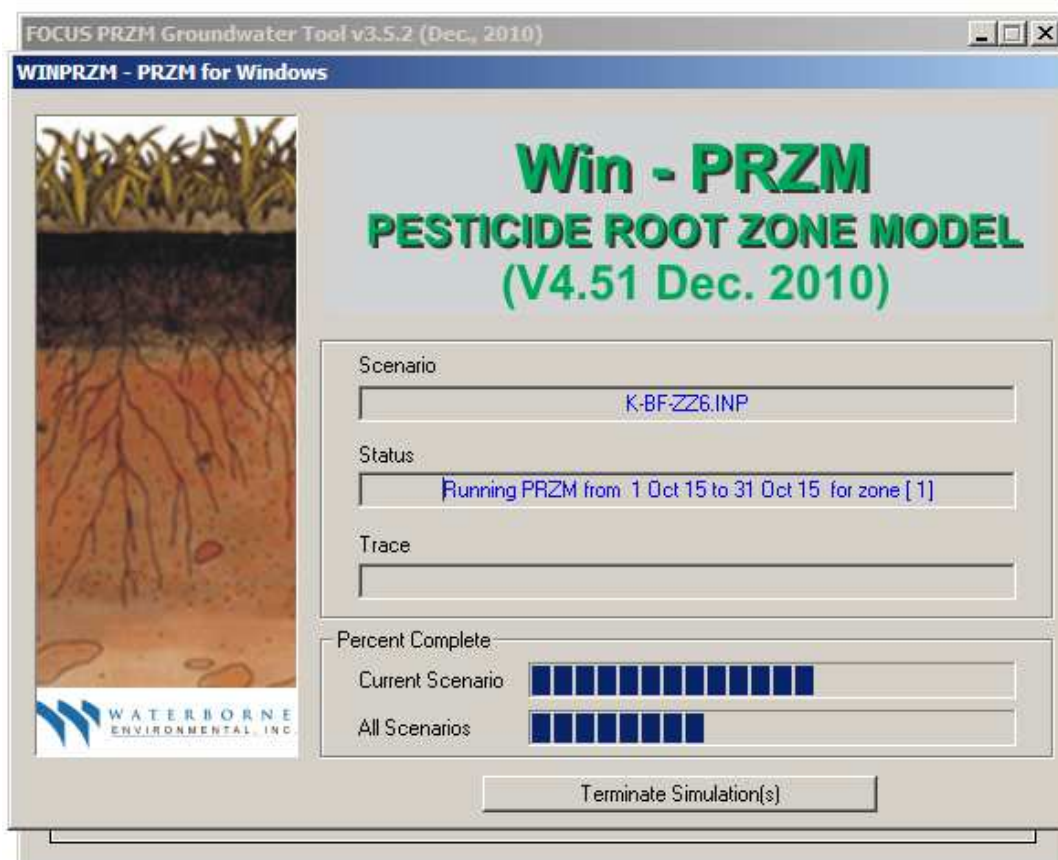 FOCUS PRZM Groundwater Tool v3.5.2 (Dec., 2010)
WINPRZM - PRZM for Windows
Win - PRZM
PESTICIDE ROOT ZONE MODEL
(V4.51 Dec. 2010)
Scenario
K-BF-ZZ6.INP
Status
Running PRZM from 1 Oct 15 to 31 Oct 15 for zone [ 1]
Trace
Percent Complete
Current Scenario
All Scenarios
WATERBORNE
ENVIRONMENTAL, INC.
Terminate Simulation(s)